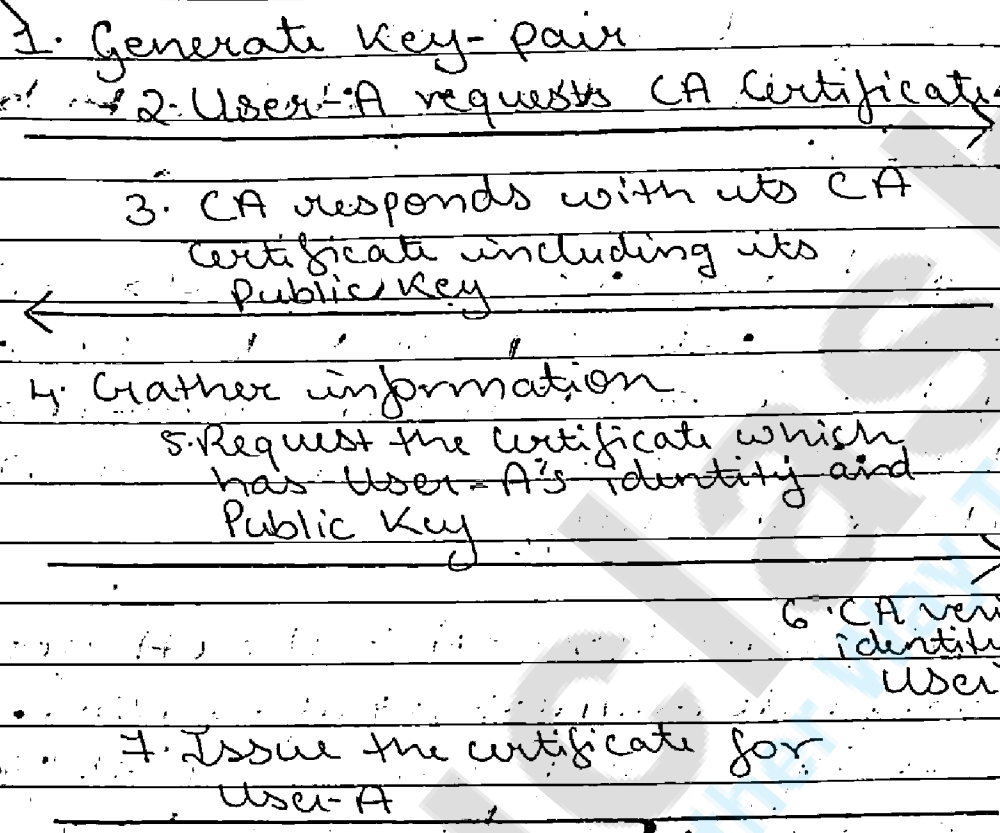 1. Generate Key-pair
2. User-A requests CA Certificate
3. CA responds with its CA
Certificate including its
Public Key
4. Gather information
5. Request the certificate which
has User-A's identity and
Public Key
6. CA veri
identit
User
7. Issue the certificate for
User-A